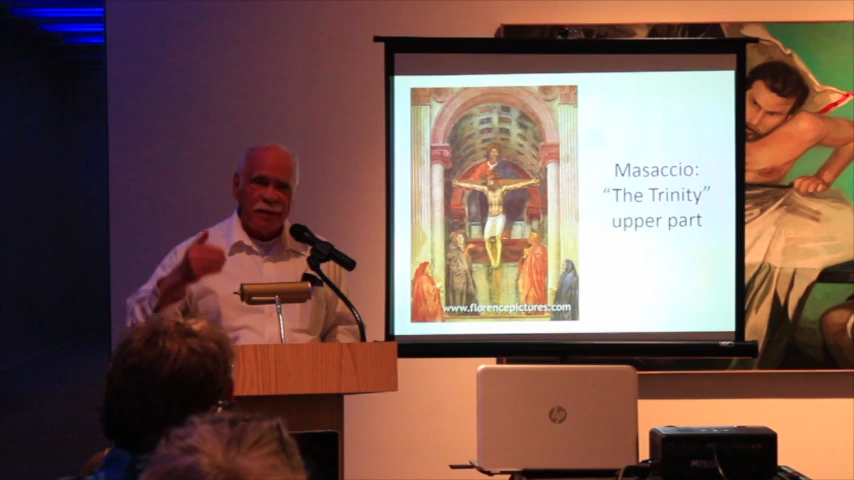 Masaccio:
“The Trinity”
upper part
www.florencepictures.com
hp